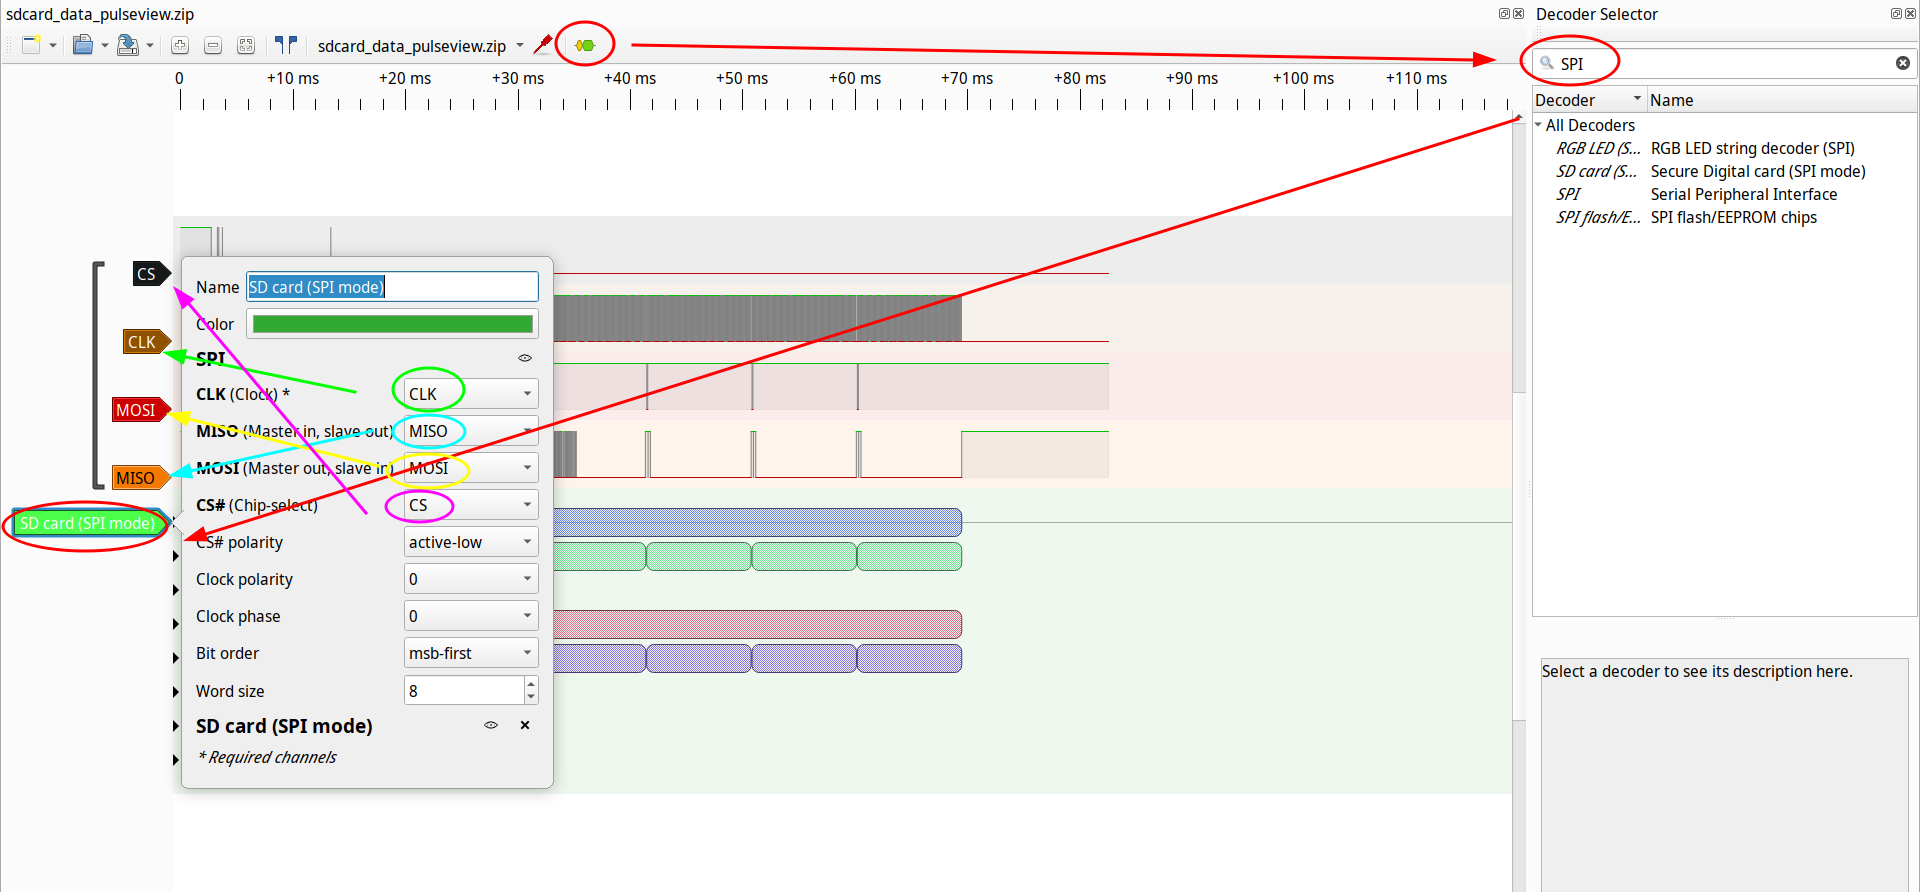 sdcard_data_pulseview.zip
Decoder Selector
sdcard_data_pulseview.zip
SPI
0 +10 ms +20 ms +30 ms +40 ms +50 ms +60 ms +70 ms +80 ms +90 ms +100 ms +110 ms
Decoder Name
All Decoders
RGB LED (S... RGB LED string decoder (SPI)
SD card (S... Secure Digital card (SPI mode)
SPI Serial Peripheral Interface
SPI flash/E... SPI flash/EEPROM chips
CS
CLK
MOSI
MISO
SD card (SPI mode)
Name SD card (SPI mode)
Color
SPI
CLK (Clock) * CLK
MISO (Master in, slave out) MISO
MOSI (Master out, slave in) MOSI
CS# (Chip-select) CS
CS# polarity active-low
Clock polarity 0
Clock phase 0
Bit order msb-first
Word size 8
SD card (SPI mode)
* Required channels
Select a decoder to see its description here.